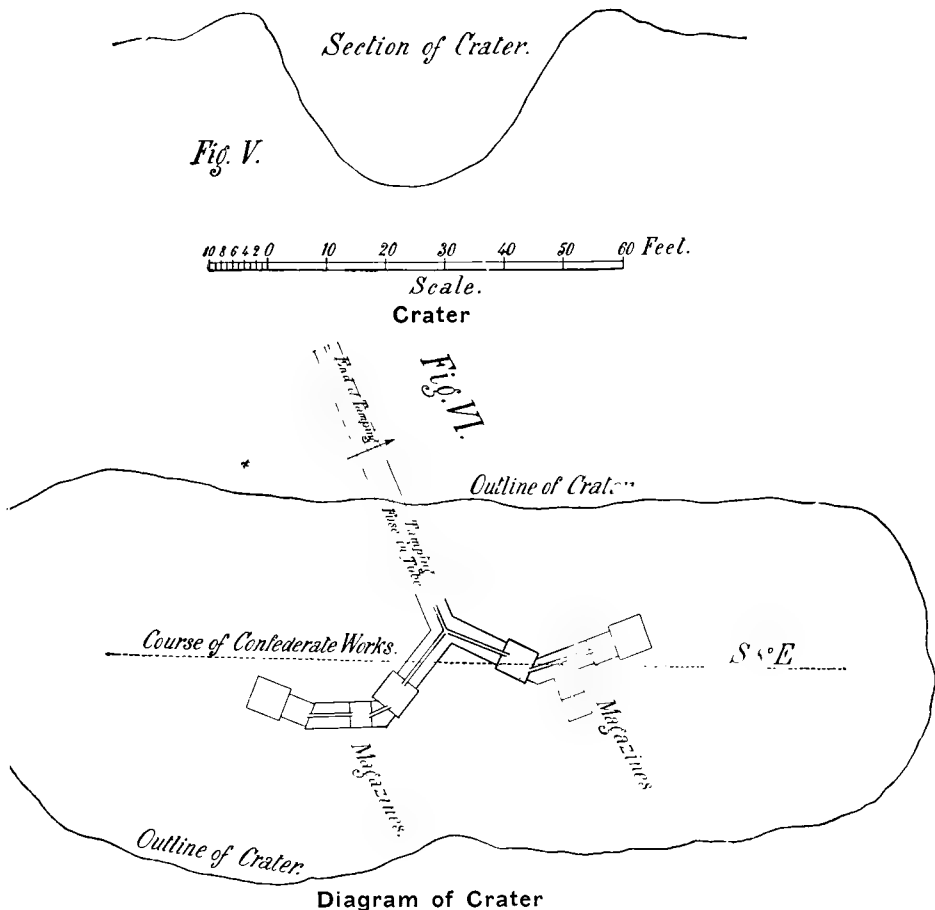 Section of Crater.
Fig. V.
10 8 6 4 2 0 10 20 30 40 50 60 Feet.
Scale.
Crater
Fig. VI.
End of Tamping
Outline of Crater
Tamping
Fuse in Tube
Course of Confederate Works.
E
Magazines.
Magazines
Outline of Crater.
Diagram of Crater